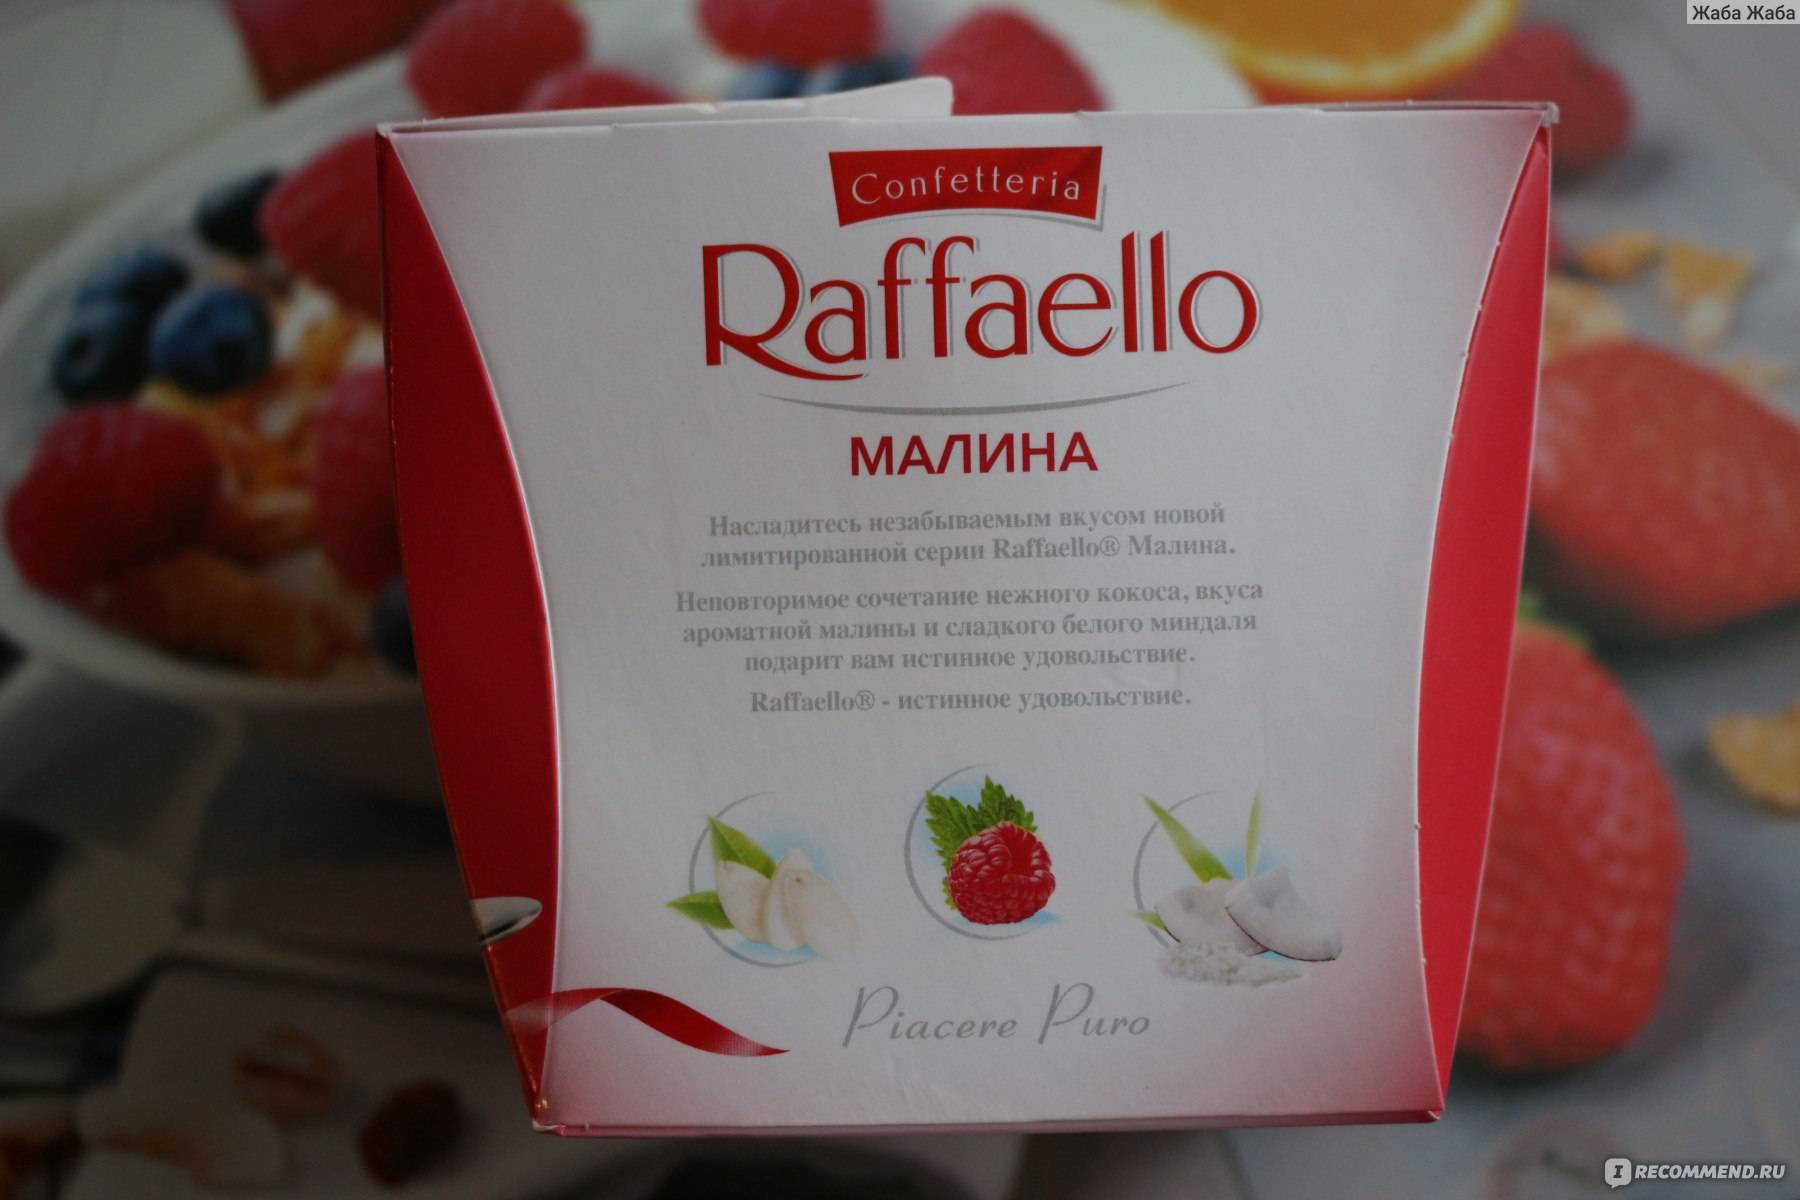 Жаба Жаба
Confetteria
Raffaello
МАЛИНА
Насладитесь незабываемым вкусом новой
лимитированной серии Raffaello® Малина.
Неповторимое сочетание нежного кокоса, вкуса
ароматной малины и сладкого белого миндаля
подарит вам истинное удовольствие.
Raffaello® - истинное удовольствие.
Piacere Puro
IRECOMMEND.RU